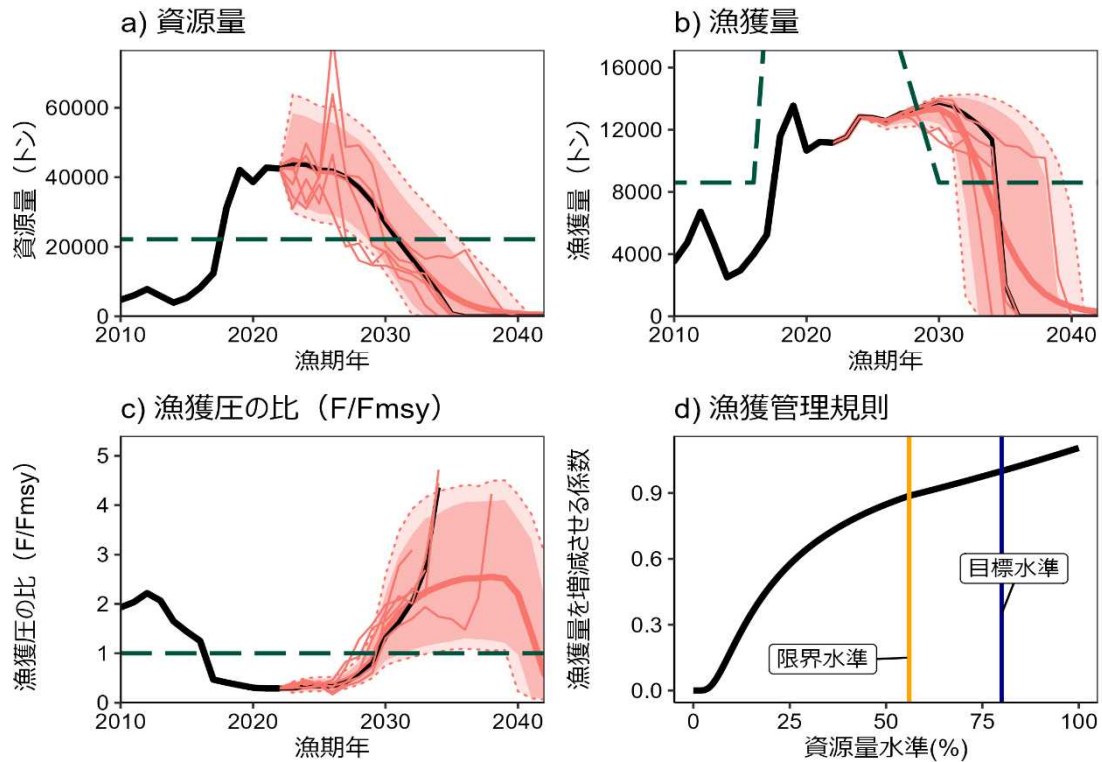 a) 資源量
資源量（トン）
60000
40000
20000
0
2010
2020
2030
2040
漁期年
b) 漁獲量
漁獲量（トン）
16000
12000
8000
4000
0
2010
2020
2030
2040
漁期年
c) 漁獲圧の比（F/Fmsy）
漁獲圧の比（F/Fmsy）
5
4
3
2
1
0
2010
2020
2030
2040
漁期年
d) 漁獲管理規則
漁獲量を増減させる係数
0.9
0.6
0.3
0.0
目標水準
限界水準
0
25
50
75
100
資源量水準(%)